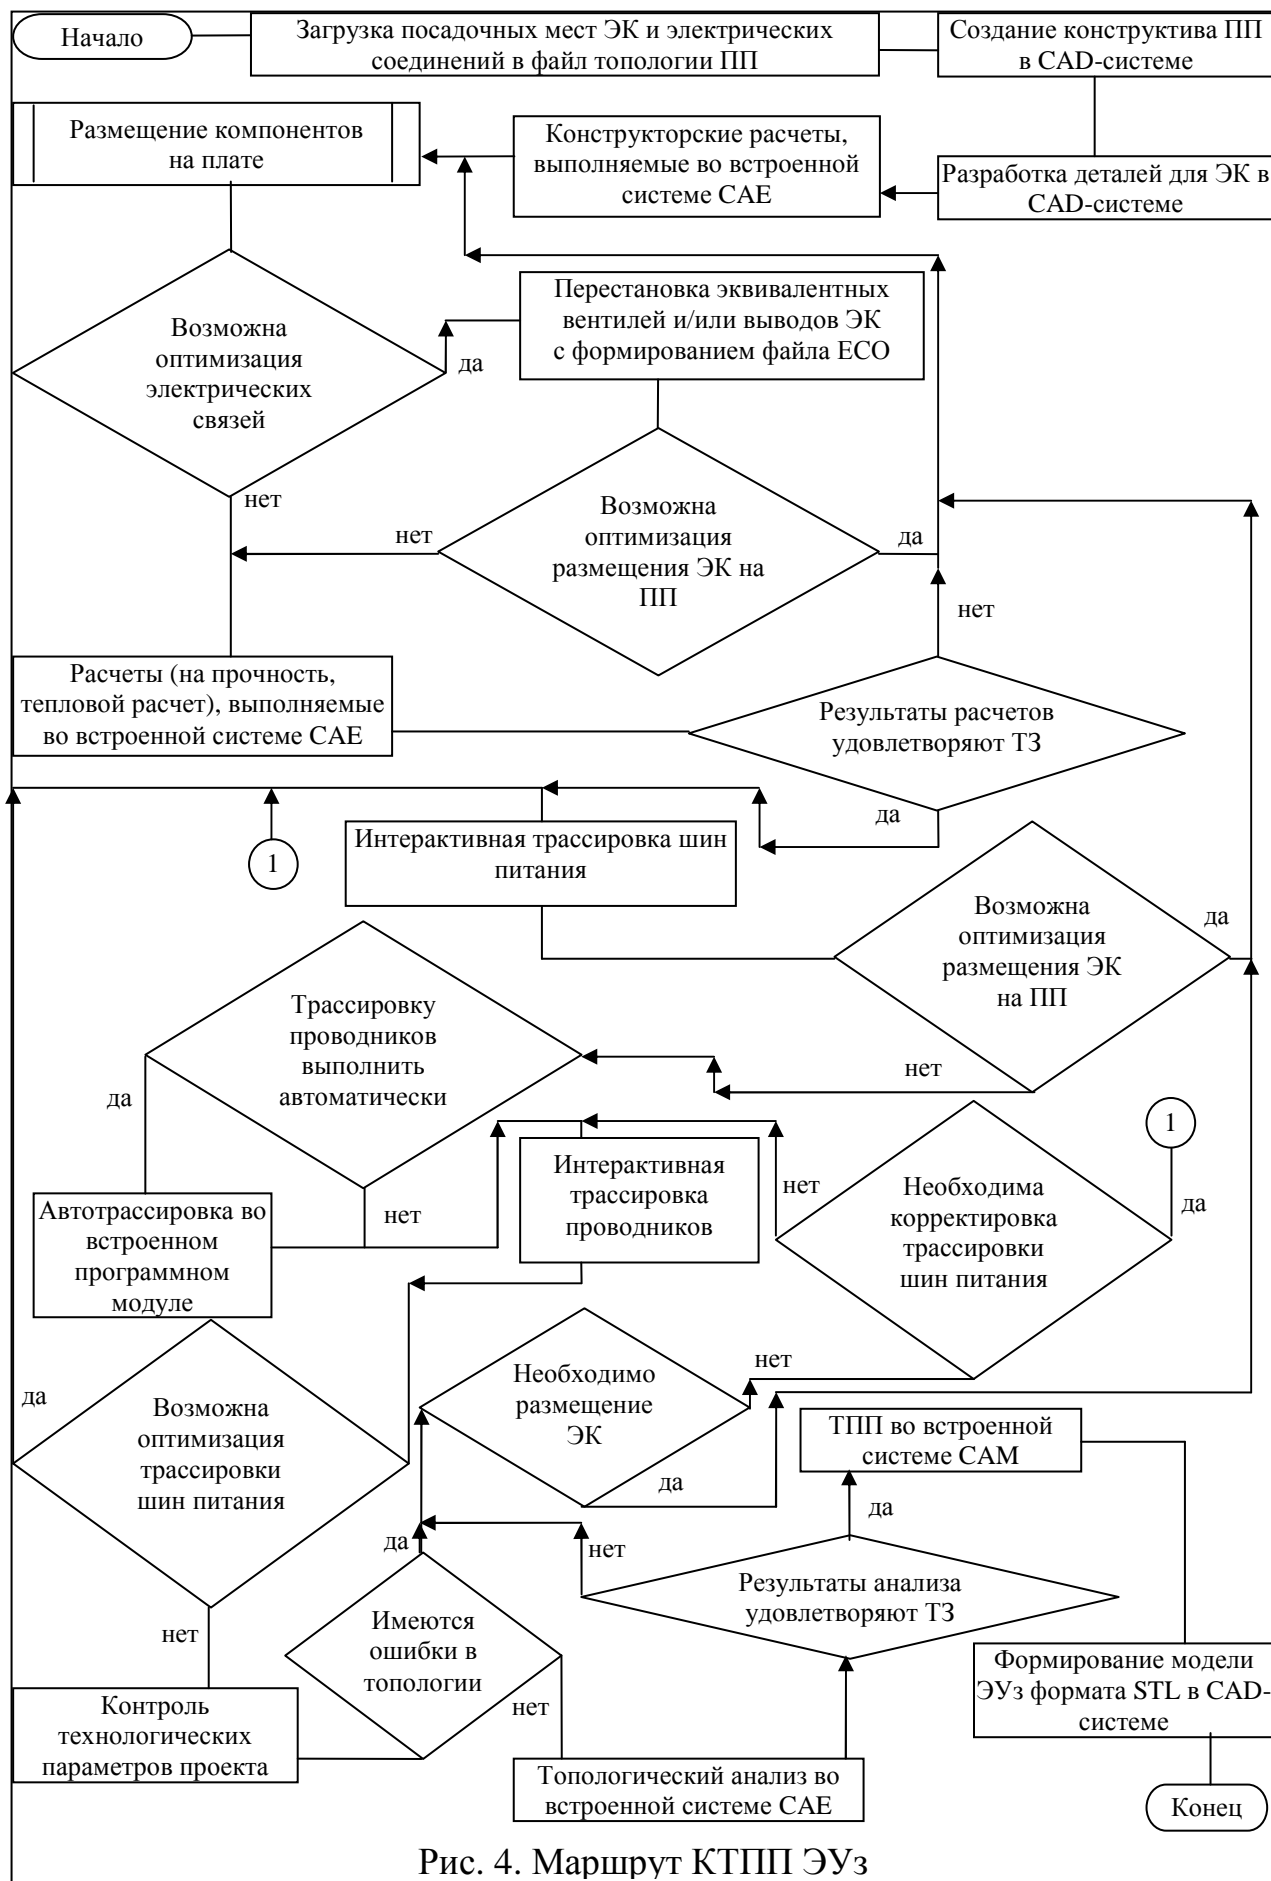 Начало
Загрузка посадочных мест ЭК и электрических
соединений в файл топологии ПП
Создание конструктива ПП
в CAD-системе
Размещение компонентов
на плате
Конструкторские расчеты,
выполняемые во встроенной
системе CAE
Разработка деталей для ЭК в
CAD-системе
Возможна
оптимизация
электрических
связей
да
Перестановка эквивалентных
вентилей и/или выводов ЭК
с формированием файла ECO
нет
Возможна
оптимизация
размещения ЭК на
ПП
нет
да
нет
Расчеты (на прочность,
тепловой расчет), выполняемые
во встроенной системе CAE
Результаты расчетов
удовлетворяют ТЗ
да
1
Интерактивная трассировка шин
питания
Возможна
оптимизация
размещения ЭК
на ПП
да
нет
Трассировку
проводников
выполнить
автоматически
да
нет
1
Автотрассировка во
встроенном
программном
модуле
Интерактивная
трассировка
проводников
нет
Необходима
корректировка
трассировки
шин питания
да
да
Возможна
оптимизация
трассировки
шин питания
нет
Необходимо
размещение
ЭК
нет
да
ТПП во встроенной
системе CAM
да
да
Имеются
ошибки в
топологии
нет
нет
Результаты анализа
удовлетворяют ТЗ
Контроль
технологических
параметров проекта
Топологический анализ во
встроенной системе CAE
Формирование модели
ЭУз формата STL в CAD-
системе
Конец
Рис. 4. Маршрут КТПП ЭУз